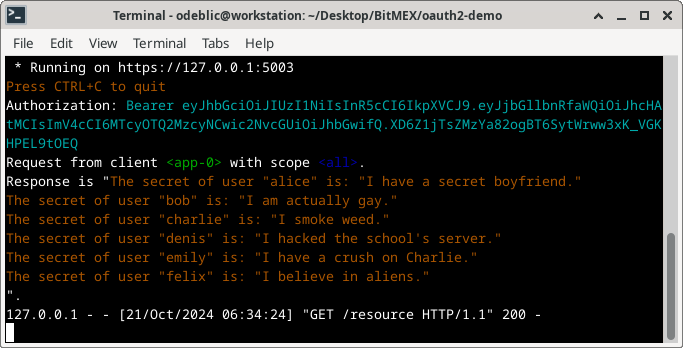 Terminal - odeblic@workstation: ~/Desktop/BitMEX/oauth2-demo
File Edit View Terminal Tabs Help
 * Running on https://127.0.0.1:5003
Press CTRL+C to quit
Authorization: Bearer eyJhbGciOiJIUzI1NiIsInR5cCI6IkpXVCJ9.eyJjbGllbnRfaWQiOiJhcHA
tMCIsImV4cCI6MTcyOTQ2MzcyNCwic2NvcGUiOiJhbGwifQ.XD6Z1jTsZMzYa82ogBT6SytWrww3xK_VGK
HPEL9tOEQ
Request from client <app-0> with scope <all>.
Response is "The secret of user "alice" is: "I have a secret boyfriend."
The secret of user "bob" is: "I am actually gay."
The secret of user "charlie" is: "I smoke weed."
The secret of user "denis" is: "I hacked the school's server."
The secret of user "emily" is: "I have a crush on Charlie."
The secret of user "felix" is: "I believe in aliens."
".
127.0.0.1 - - [21/Oct/2024 06:34:24] "GET /resource HTTP/1.1" 200 -